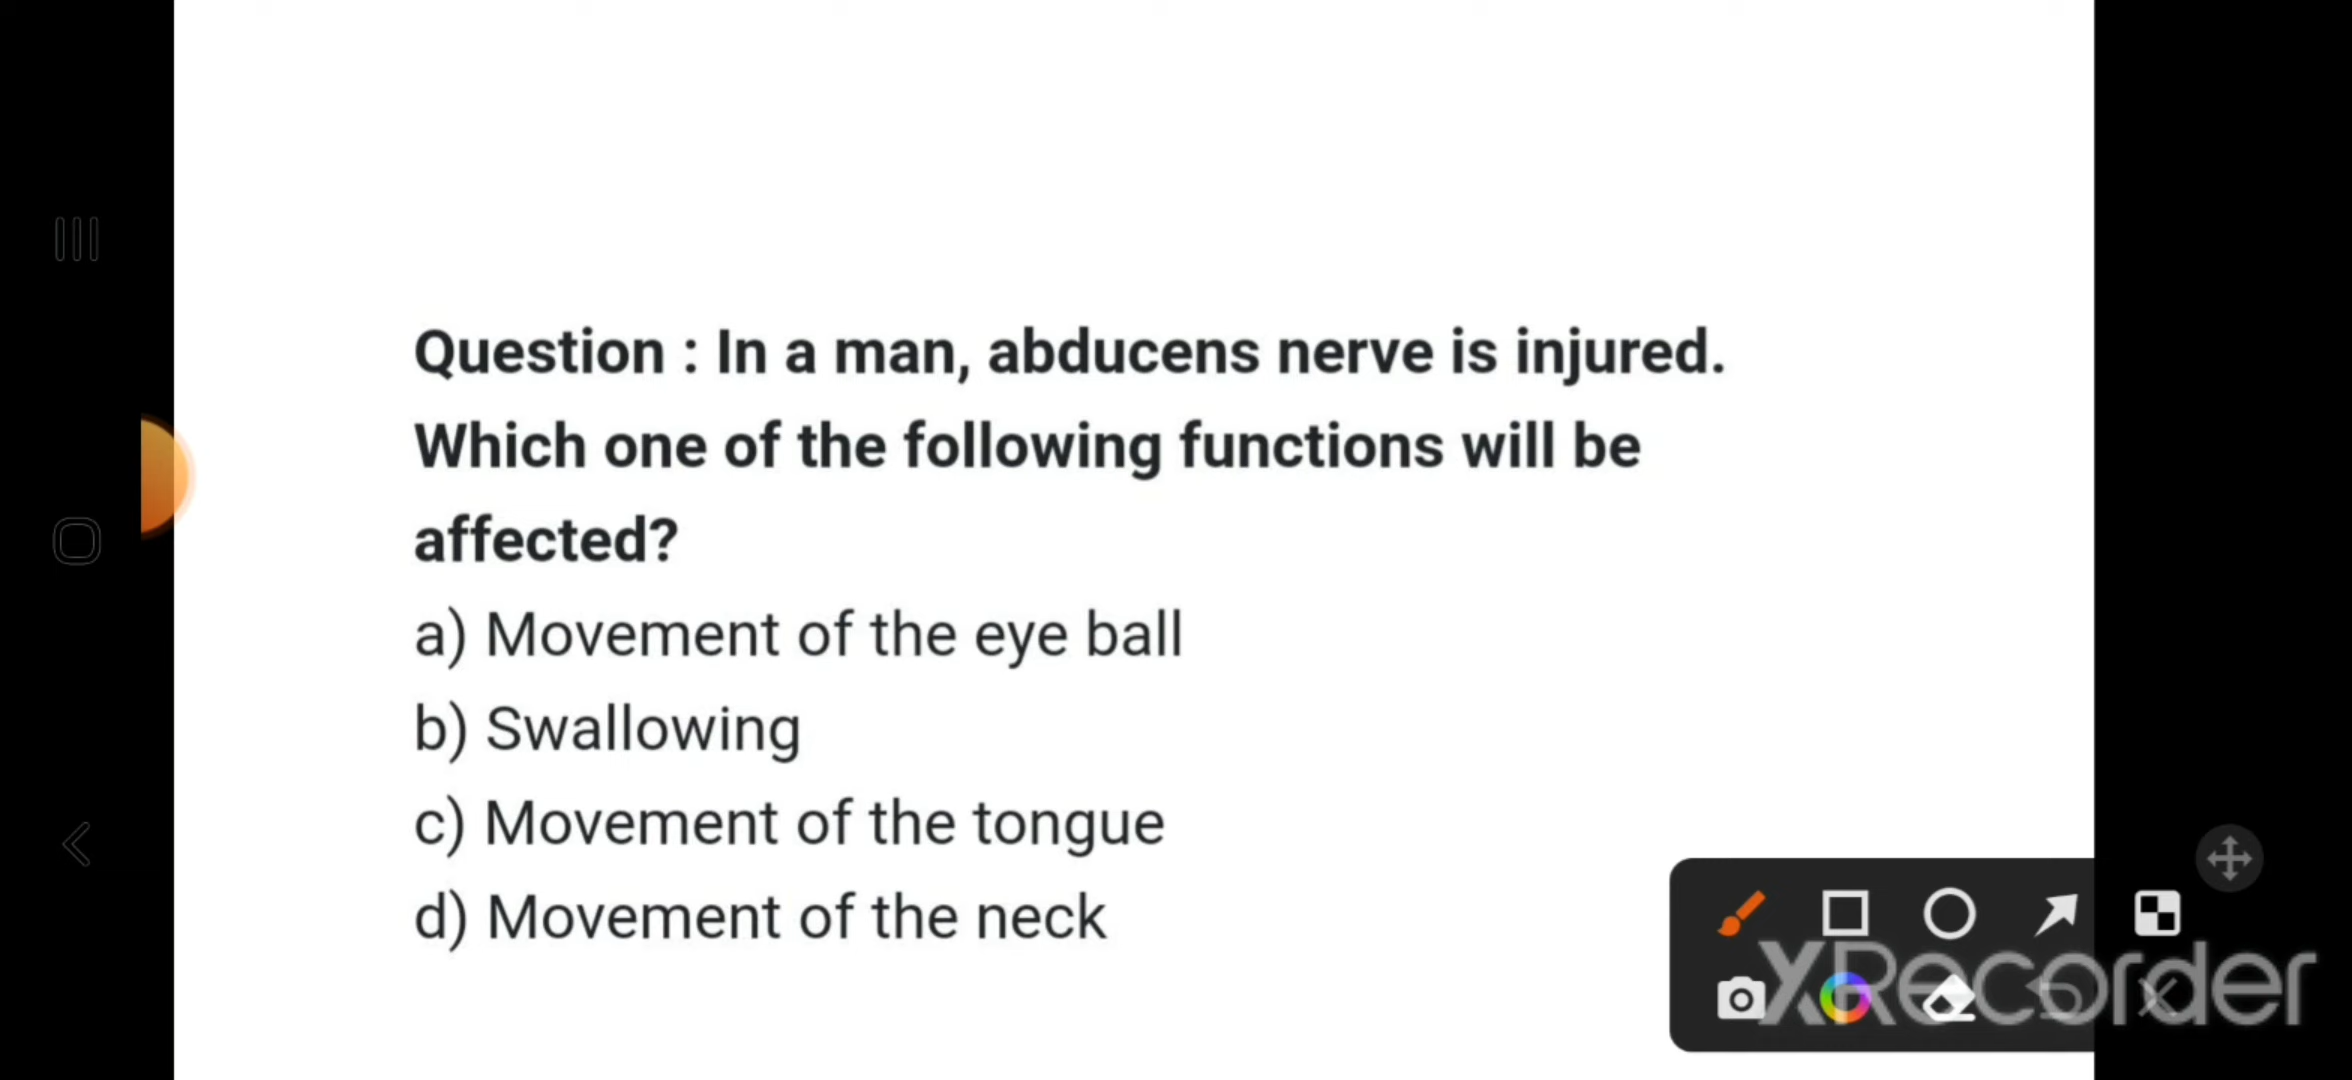 Question : In a man, abducens nerve is injured.
Which one of the following functions will be
affected?
a) Movement of the eye ball
b) Swallowing
c) Movement of the tongue
d) Movement of the neck
XRecorder